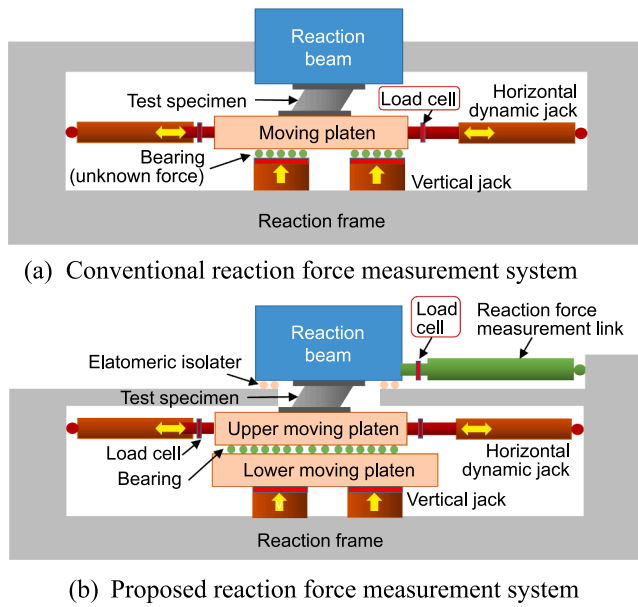 Reaction
beam
Test specimen
Load cell
Horizontal
dynamic jack
Moving platen
Bearing
(unknown force)
Vertical jack
Reaction frame
(a) Conventional reaction force measurement system
Reaction
beam
Load
cell
Reaction force
measurement link
Elatomeric isolater
Test specimen
Upper moving platen
Load cell
Bearing
Lower moving platen
Horizontal
dynamic jack
Vertical jack
Reaction frame
(b) Proposed reaction force measurement system